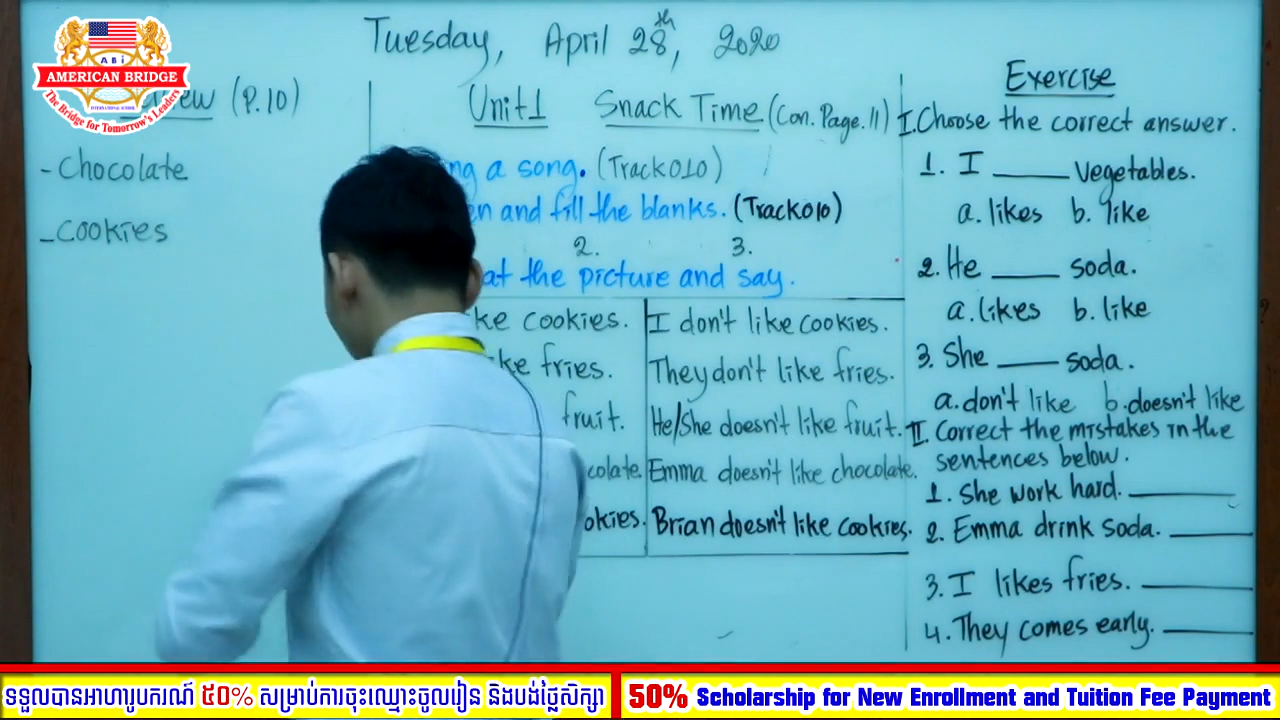 Tuesday, April 28th, 2020
ABi
AMERICAN BRIDGE
INTERNATIONAL SCHOOL
The Bridge for Tomorrow's Leaders
(P.10)
- Chocolate
- Cookies
Unit 1 Snack Time (Con. Page. 11)
a song. (Track 010)
and fill the blanks. (Track 010)
2. 3.
at the picture and say.
cookies. I don't like cookies.
fries. They don't like fries.
fruit. He/She doesn't like fruit.
Emma doesn't like chocolate.
Brian doesn't like cookies.
Exercise
I. Choose the correct answer.
1. I ____ vegetables.
a. likes b. like
2. He ____ soda.
a. likes b. like
3. She ____ soda.
a. don't like b. doesn't like
II. Correct the mistakes in the
sentences below.
1. She work hard. ____
2. Emma drink soda. ____
3. I likes fries. ____
4. They comes early. ____
ទទួលបានអាហារូបករណ៍ ៥០% សម្រាប់ការចុះឈ្មោះចូលរៀន និងបង់ថ្លៃសិក្សា
50% Scholarship for New Enrollment and Tuition Fee Payment